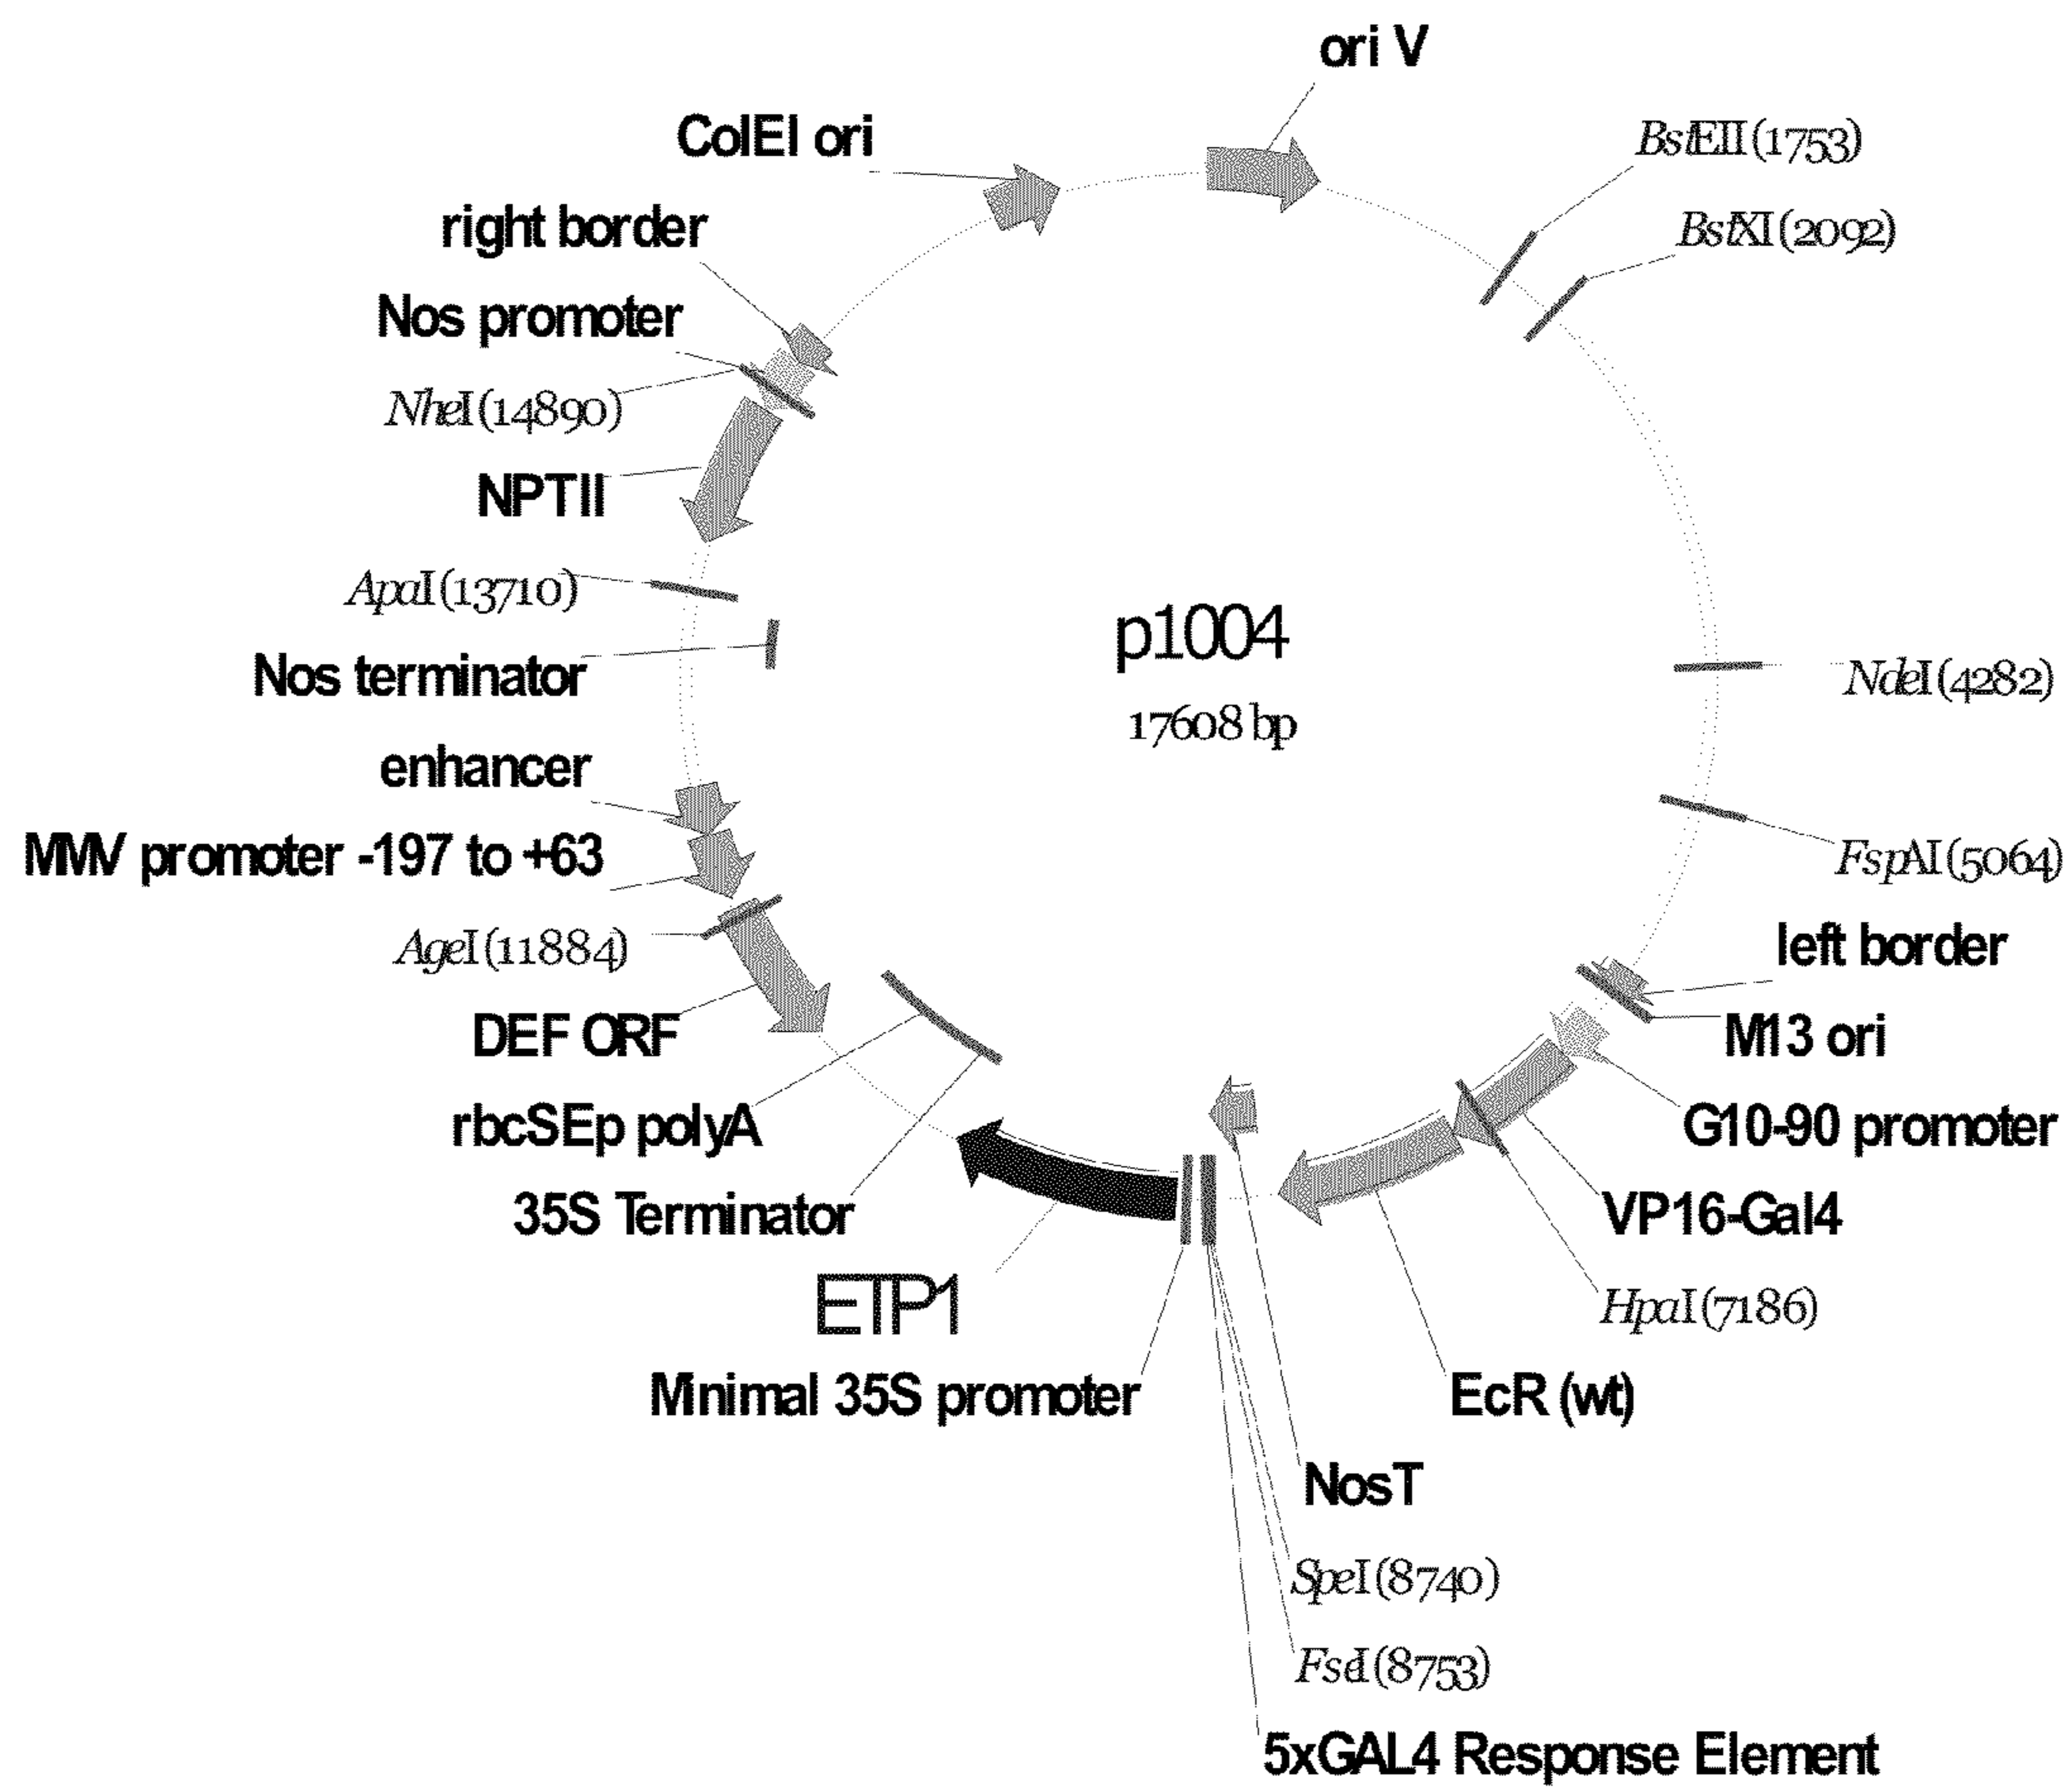 ori V
ColEI ori
BstEII (1753)
right border
BstXI (2092)
Nos promoter
NheI (14890)
NPTII
ApaI (13710)
p1004
Nos terminator
NdeI (4282)
17608 bp
enhancer
MMV promoter -197 to +63
FspAI (5064)
AgeI (11884)
left border
DEF ORF
M13 ori
rbcSEp polyA
G10-90 promoter
35S Terminator
VP16-Gal4
ETP1
HpaI (7186)
Minimal 35S promoter
EcR (wt)
NosT
SpeI (8740)
FseI (8753)
5xGAL4 Response Element